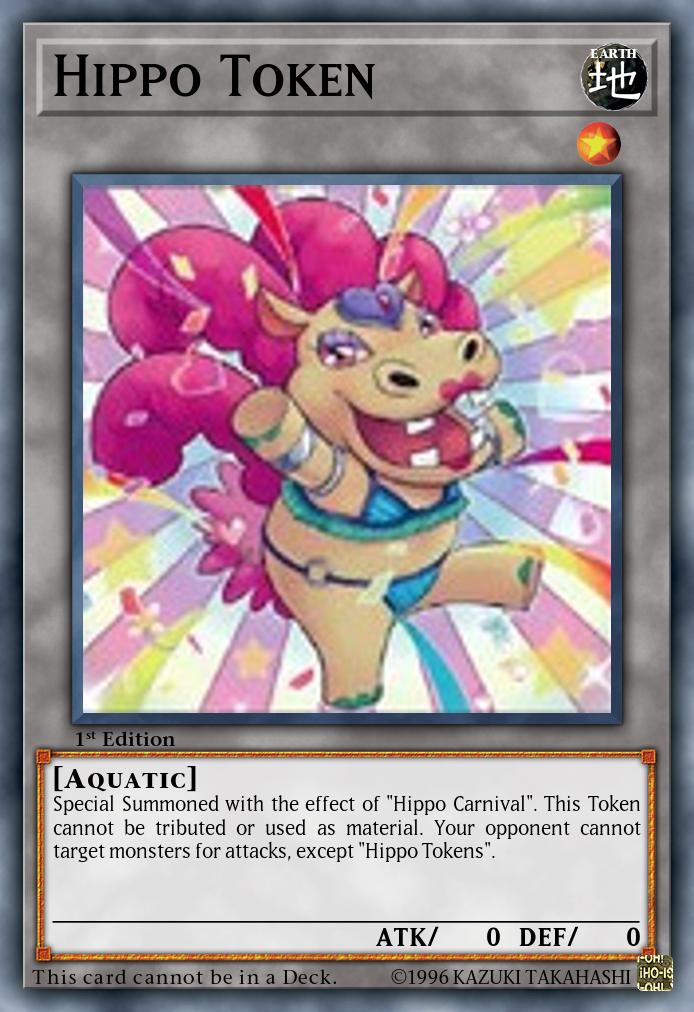 Hippo Token
EARTH
地
1st Edition
[Aquatic]
Special Summoned with the effect of "Hippo Carnival". This Token
cannot be tributed or used as material. Your opponent cannot
target monsters for attacks, except "Hippo Tokens".
ATK/ 0 DEF/ 0
This card cannot be in a Deck. ©1996 KAZUKI TAKAHASHI